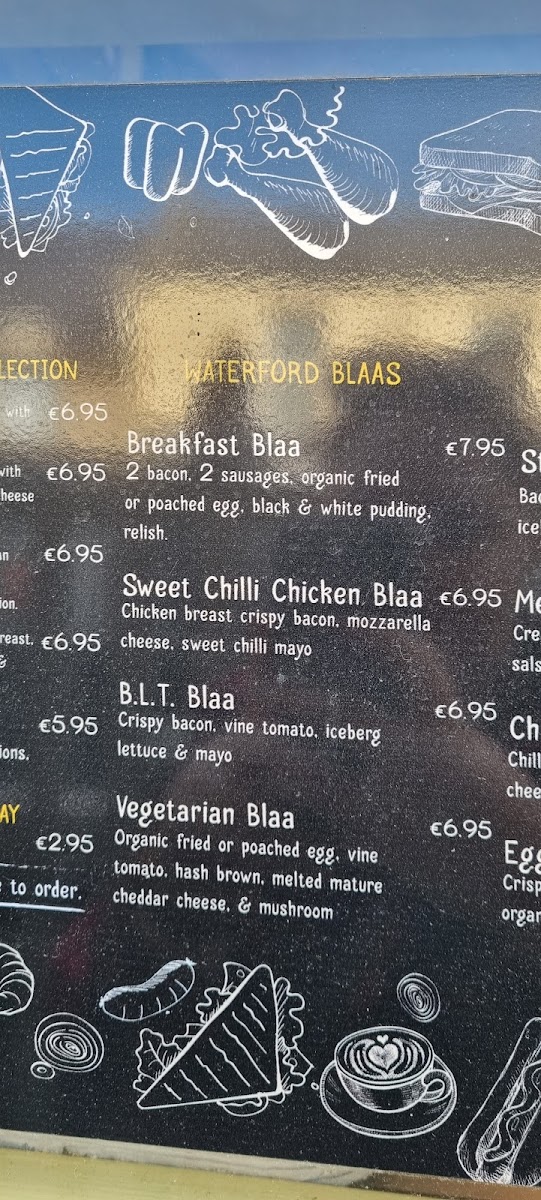 LECTION
with €6.95
with €6.95
heese
€6.95
ion.
reast, €6.95
&
€5.95
ions,
AY
€2.95
to order.
WATERFORD BLAAS
Breakfast Blaa €7.95
2 bacon, 2 sausages, organic fried
or poached egg, black & white pudding,
relish.
Sweet Chilli Chicken Blaa €6.95
Chicken breast crispy bacon, mozzarella
cheese, sweet chilli mayo
B.L.T. Blaa €6.95
Crispy bacon, vine tomato, iceberg
lettuce & mayo
Vegetarian Blaa €6.95
Organic fried or poached egg, vine
tomato, hash brown, melted mature
cheddar cheese, & mushroom
St
Bac
ice
Me
Cre
sals
Ch
Chill
chee
Egg
Crisp
organ